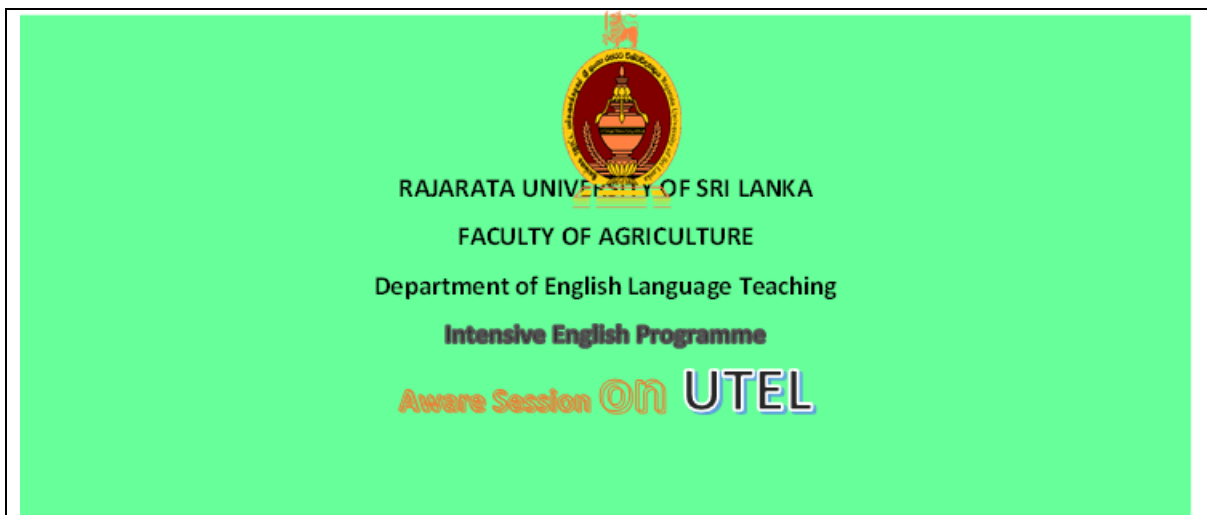 RAJARATA UNIVERSITY OF SRI LANKA
FACULTY OF AGRICULTURE
Department of English Language Teaching
Intensive English Programme
Aware Session on UTEL